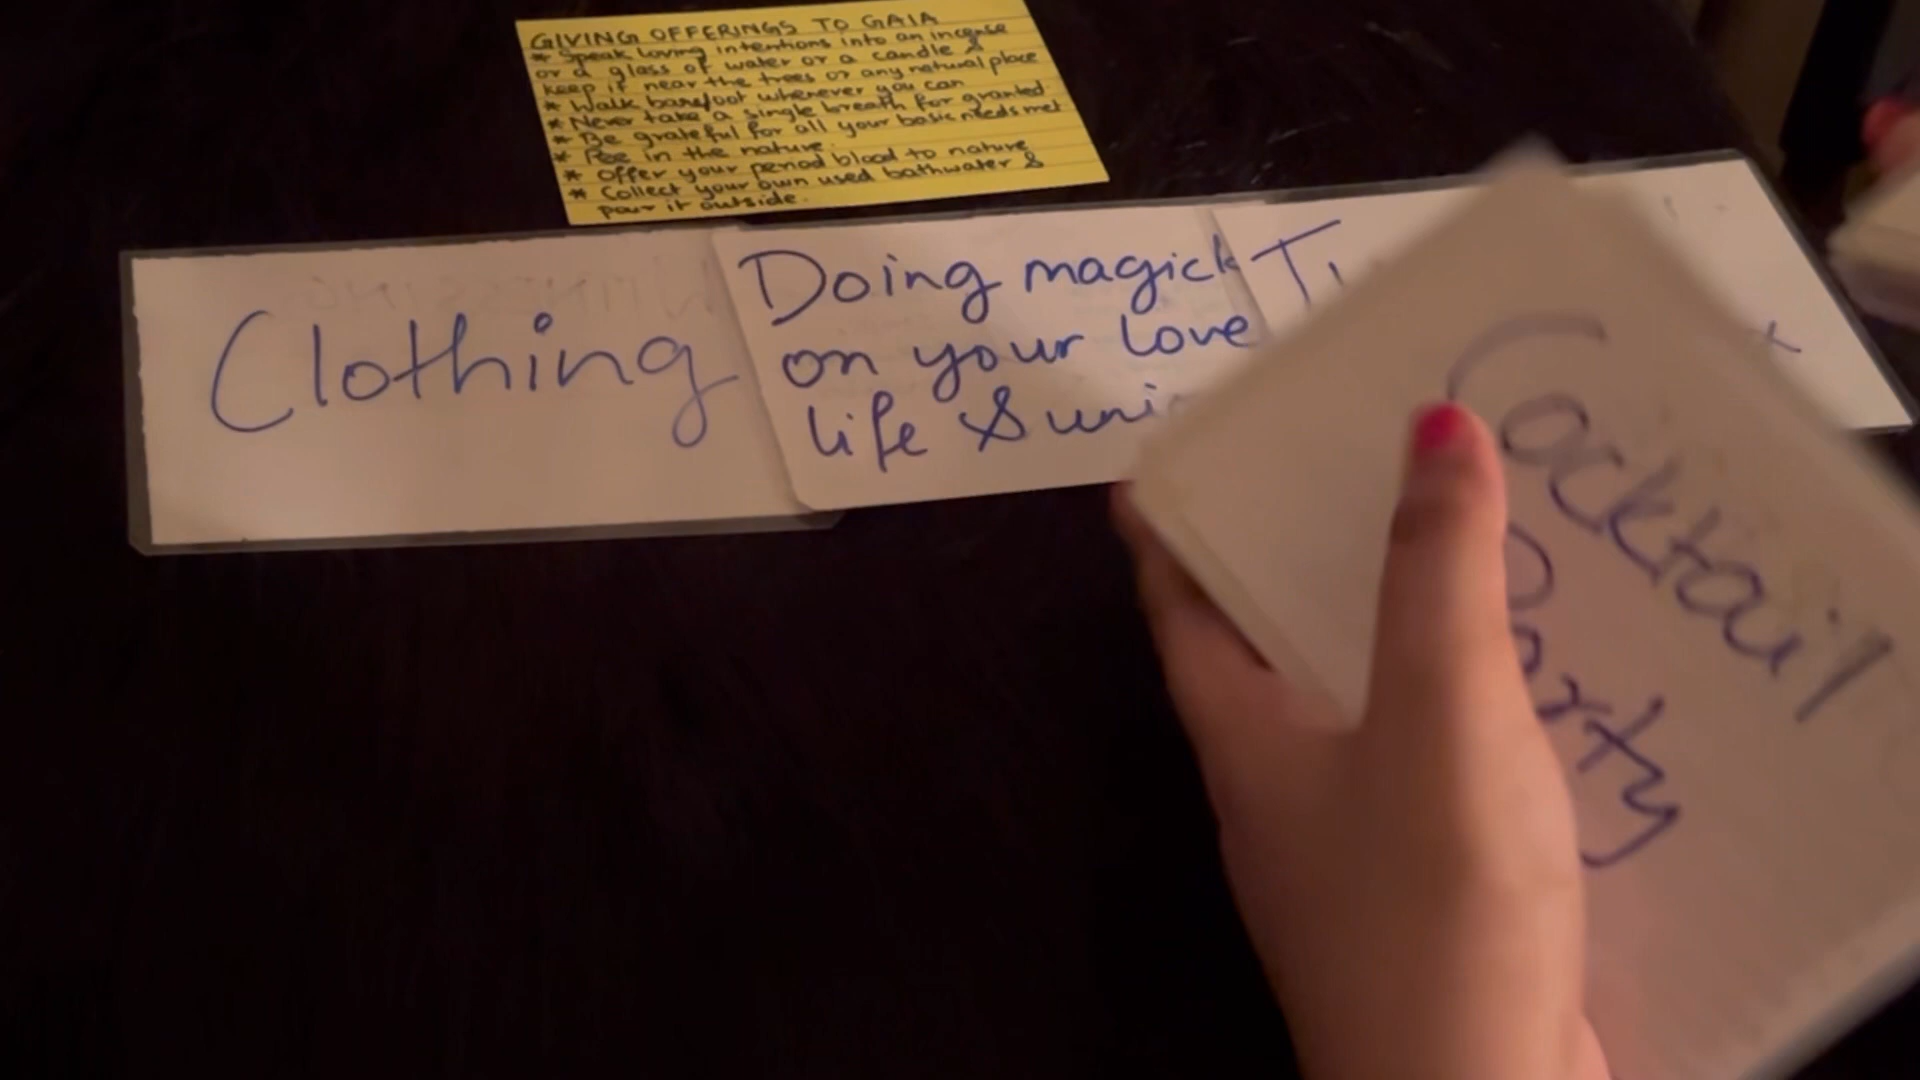 GIVING OFFERINGS TO GAIA
* Speak loving intentions into an incense
or a glass of water or a candle &
keep it near the trees or any natural place
* Walk barefoot whenever you can
* Never take a single breath for granted
* Be grateful for all your basic needs met
* Pee in the nature.
* Offer your period blood to nature
* Collect your own used bathwater &
pour it outside.
Clothing
Doing magick
on your love
life &
Cocktail
Party